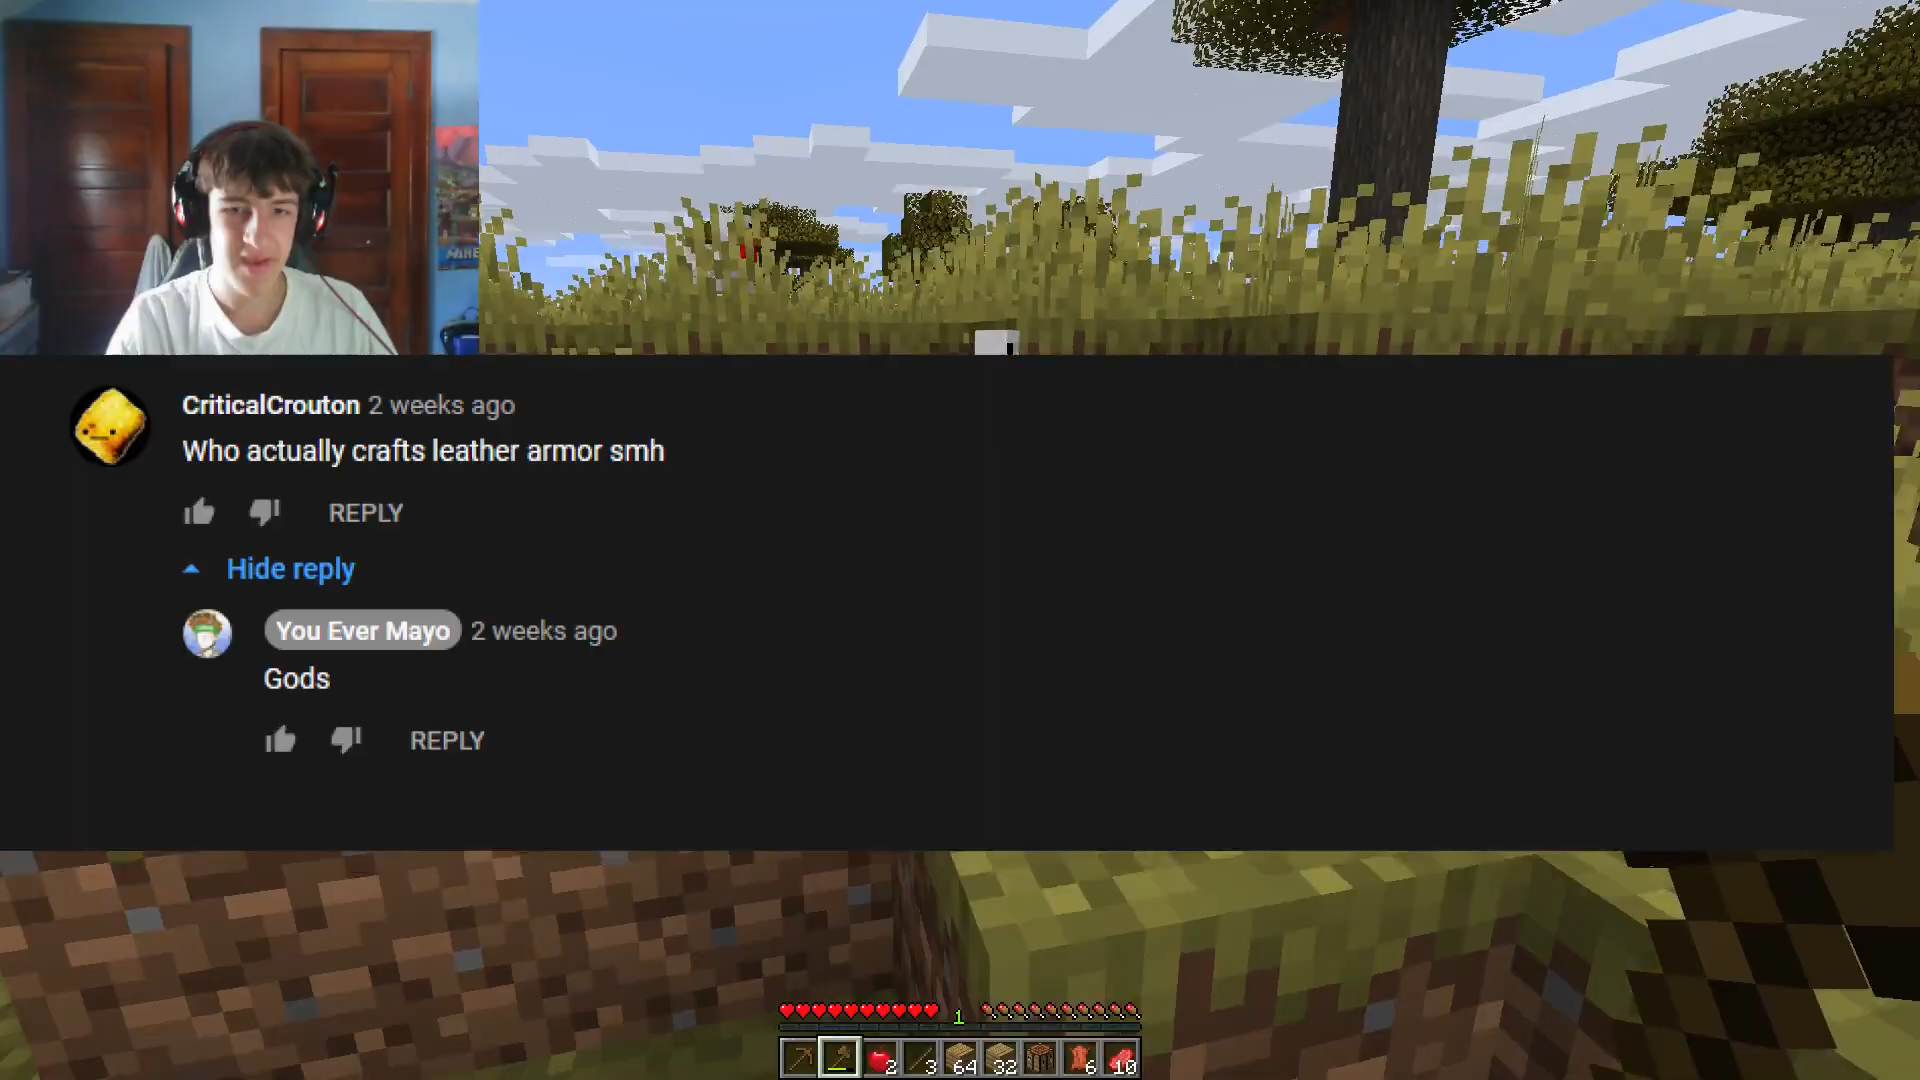 MINE
CriticalCrouton 2 weeks ago
Who actually crafts leather armor smh
REPLY
Hide reply
You Ever Mayo 2 weeks ago
Gods
REPLY
1
2 3 64 32 6 10